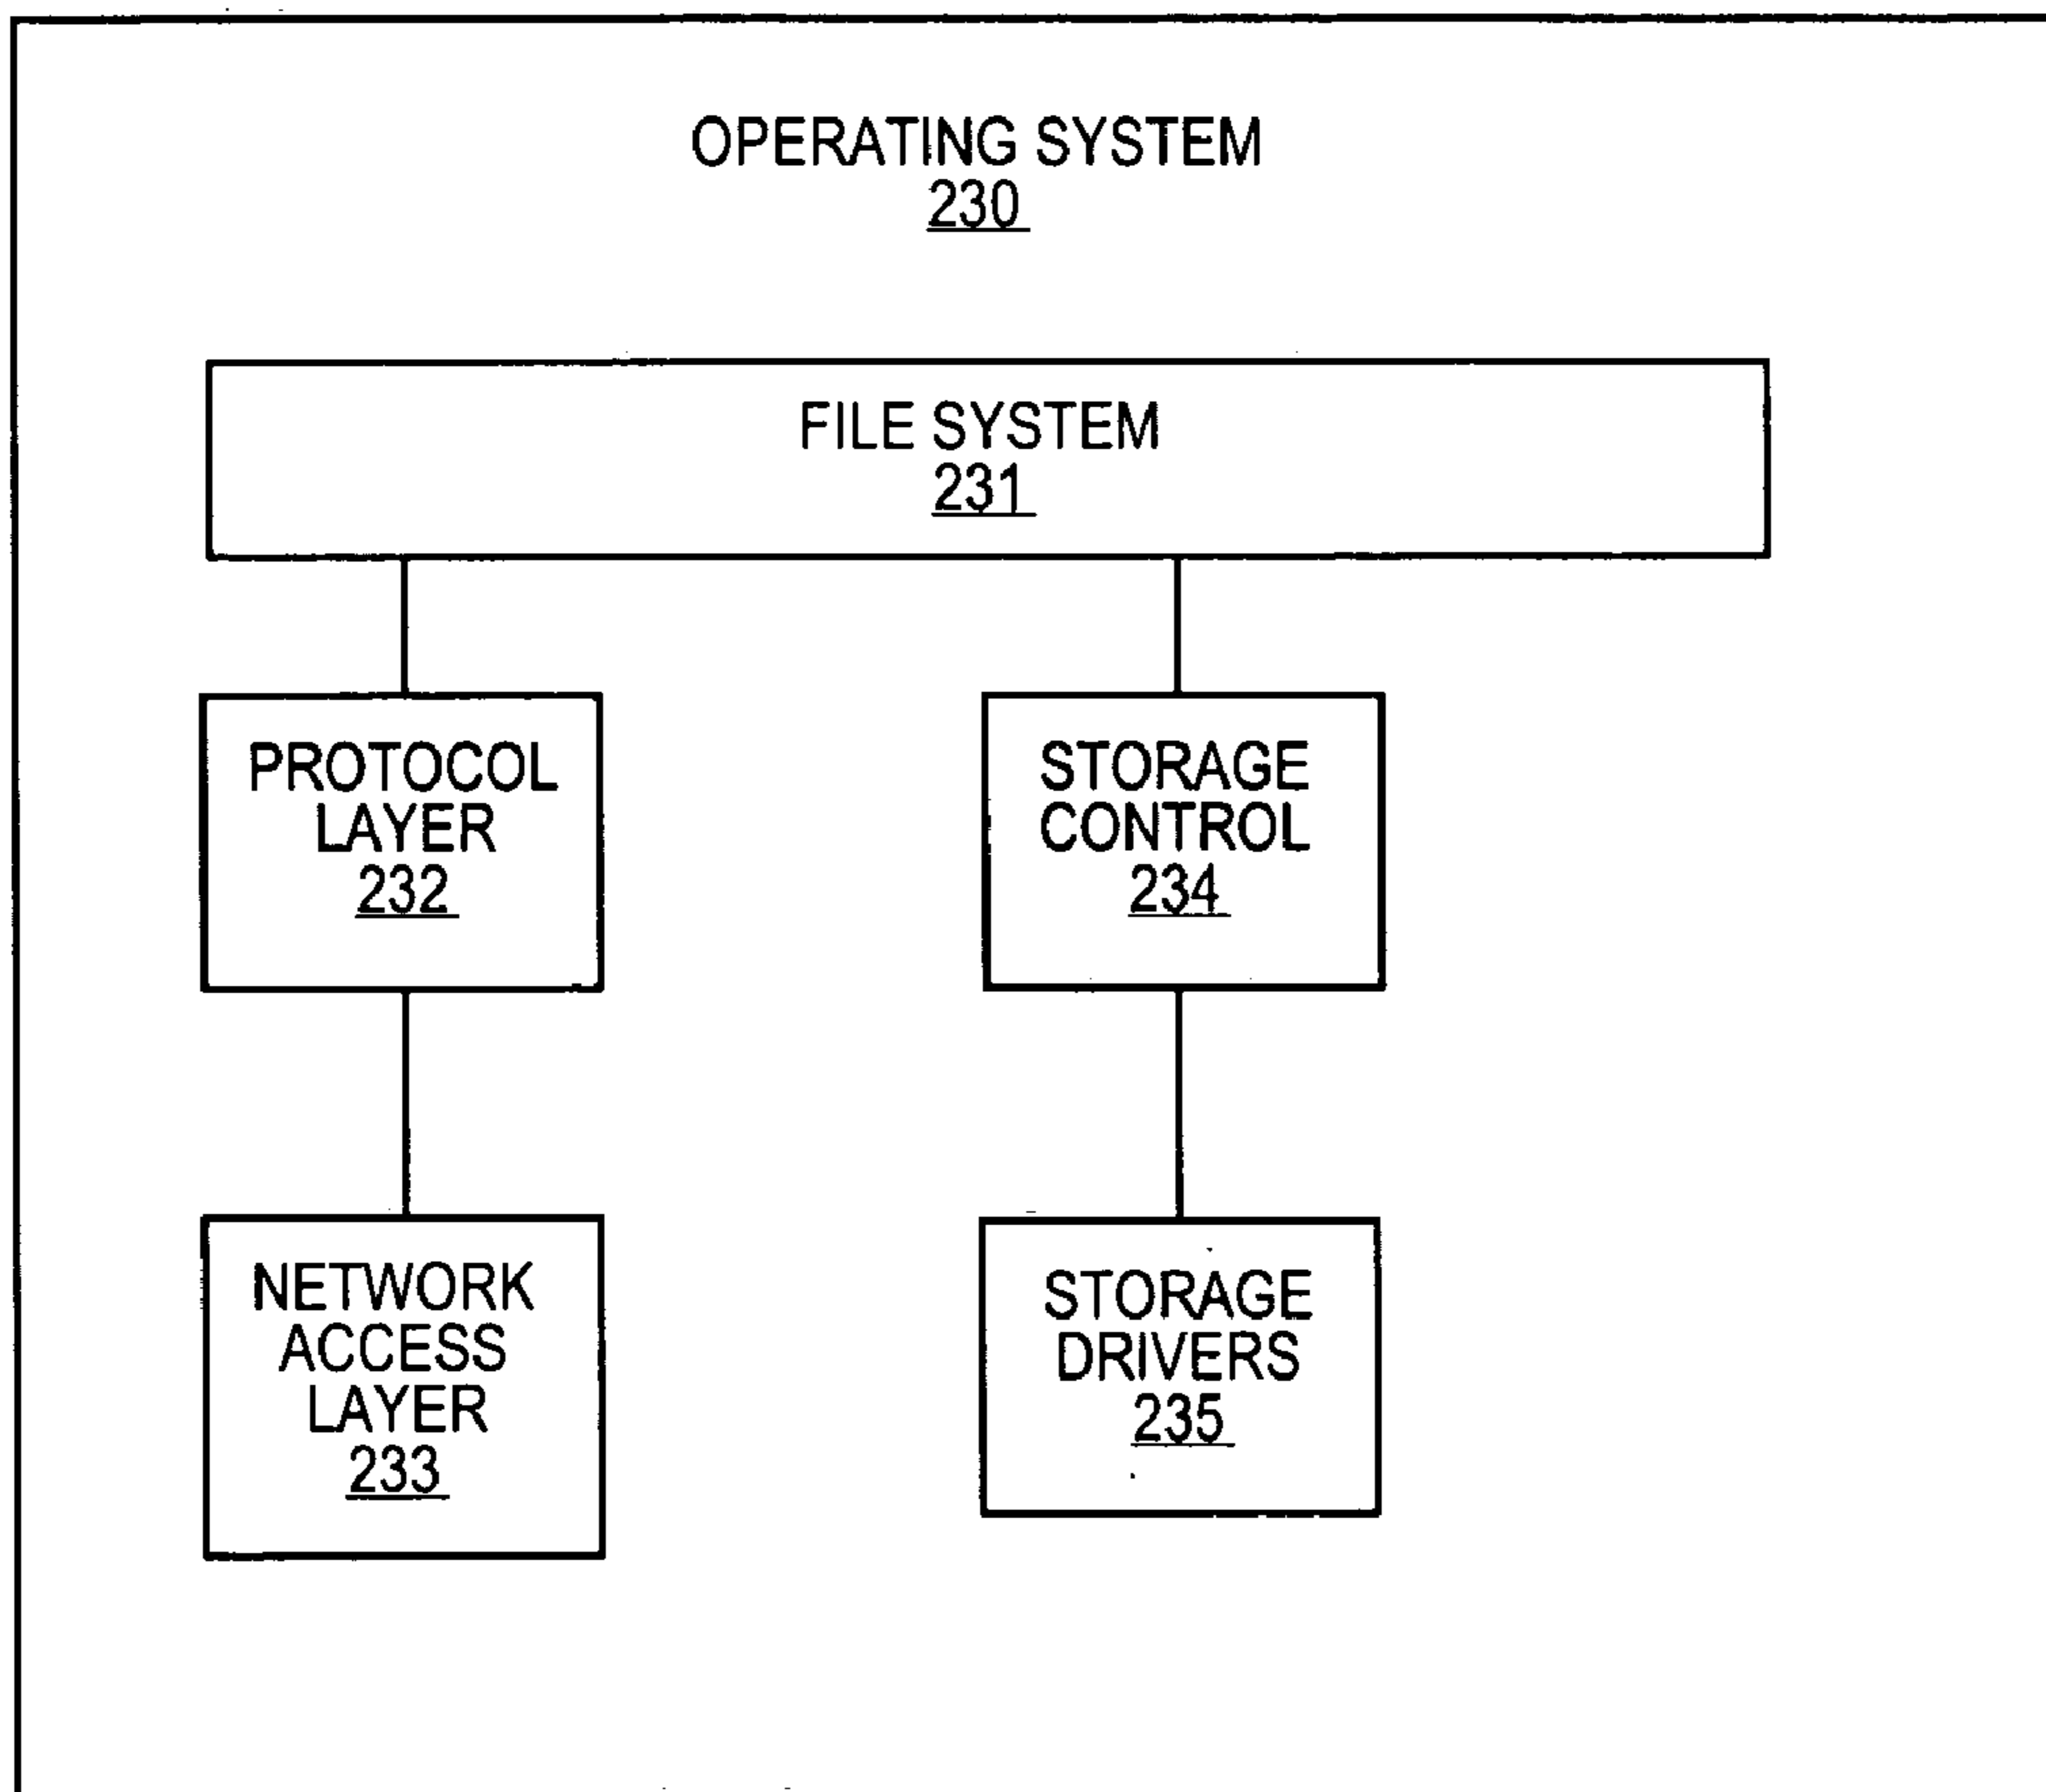 OPERATING SYSTEM
230
FILE SYSTEM
231
PROTOCOL
LAYER
232
STORAGE
CONTROL
234
NETWORK
ACCESS
LAYER
233
STORAGE
DRIVERS
235